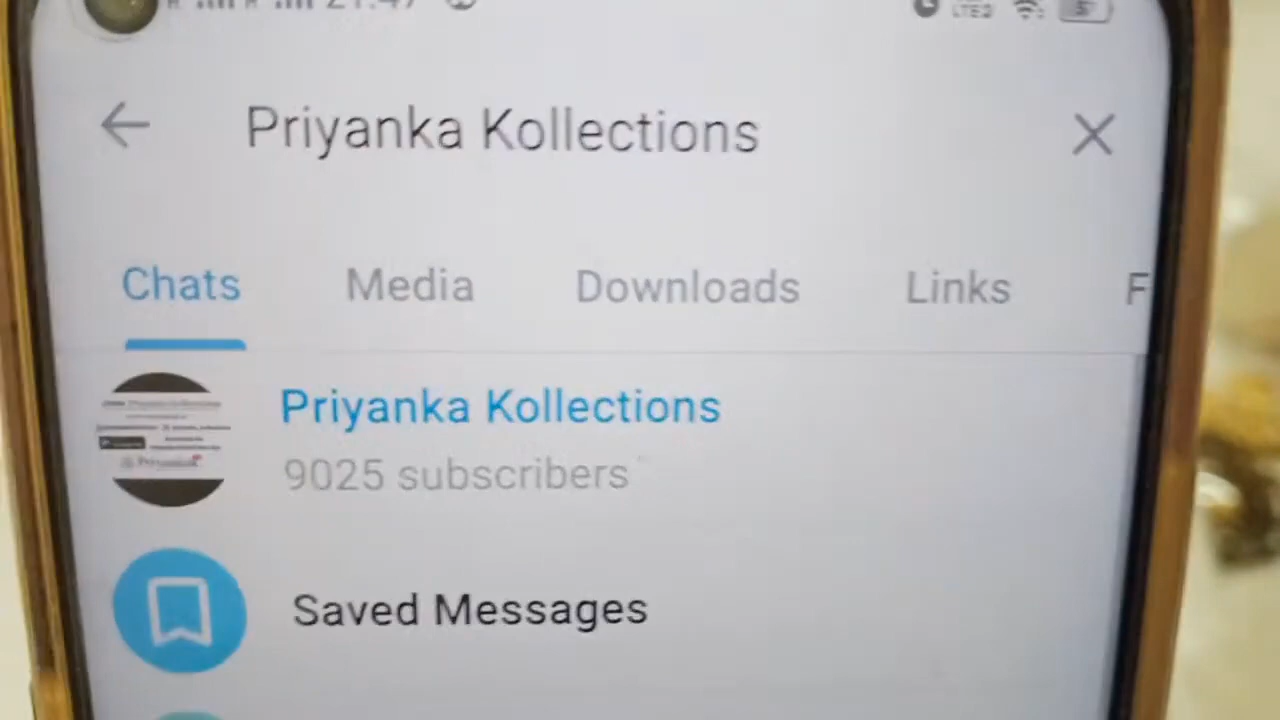 Priyanka Kollections
Chats Media Downloads Links F
Priyanka Kollections
9025 subscribers
Saved Messages